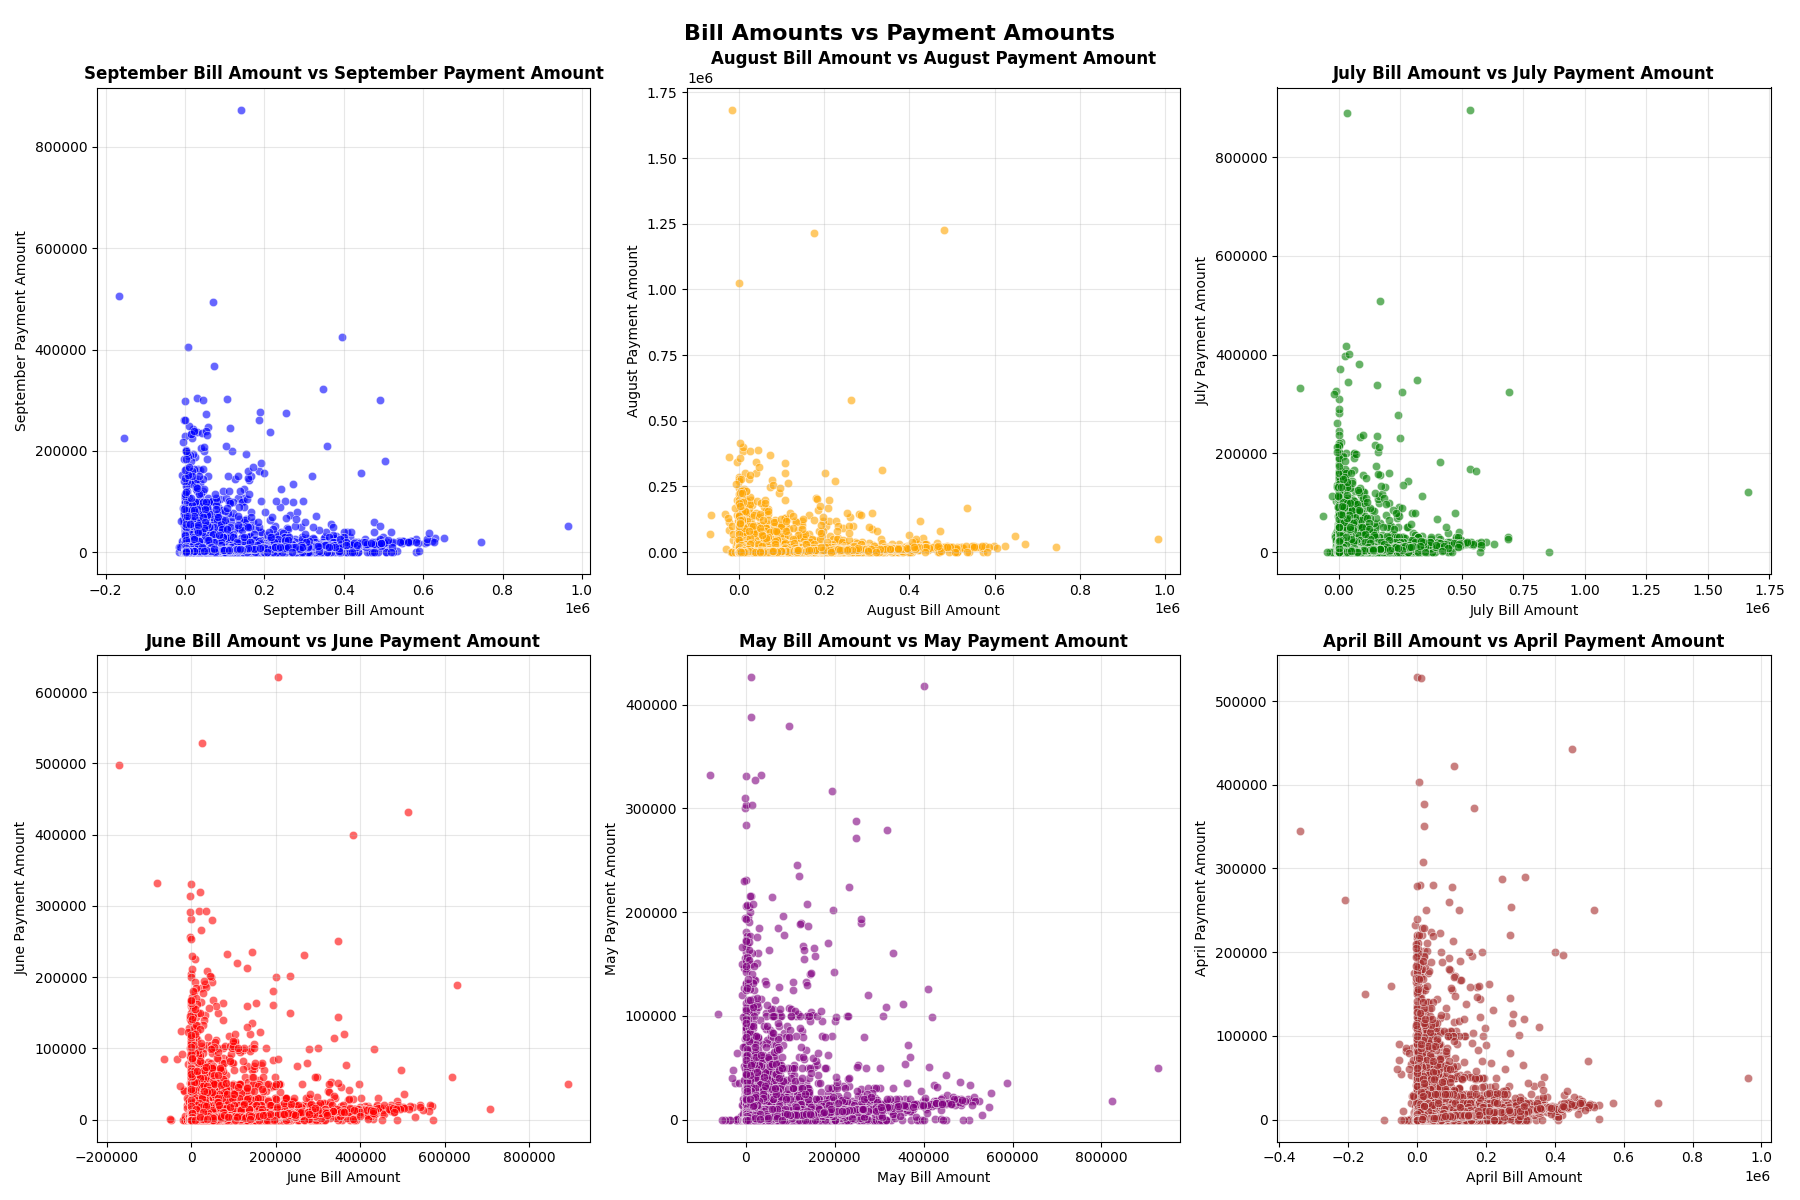 Bill Amounts vs Payment Amounts
September Bill Amount vs September Payment Amount
800000
600000
400000
200000
0
September Payment Amount
−0.2 0.0 0.2 0.4 0.6 0.8 1.0
1e6
September Bill Amount
August Bill Amount vs August Payment Amount
1e6
1.75
1.50
1.25
1.00
0.75
0.50
0.25
0.00
August Payment Amount
0.0 0.2 0.4 0.6 0.8 1.0
1e6
August Bill Amount
July Bill Amount vs July Payment Amount
800000
600000
400000
200000
0
July Payment Amount
0.00 0.25 0.50 0.75 1.00 1.25 1.50 1.75
1e6
July Bill Amount
June Bill Amount vs June Payment Amount
600000
500000
400000
300000
200000
100000
0
June Payment Amount
−200000 0 200000 400000 600000 800000
June Bill Amount
May Bill Amount vs May Payment Amount
400000
300000
200000
100000
0
May Payment Amount
0 200000 400000 600000 800000
May Bill Amount
April Bill Amount vs April Payment Amount
500000
400000
300000
200000
100000
0
April Payment Amount
−0.4 −0.2 0.0 0.2 0.4 0.6 0.8 1.0
1e6
April Bill Amount